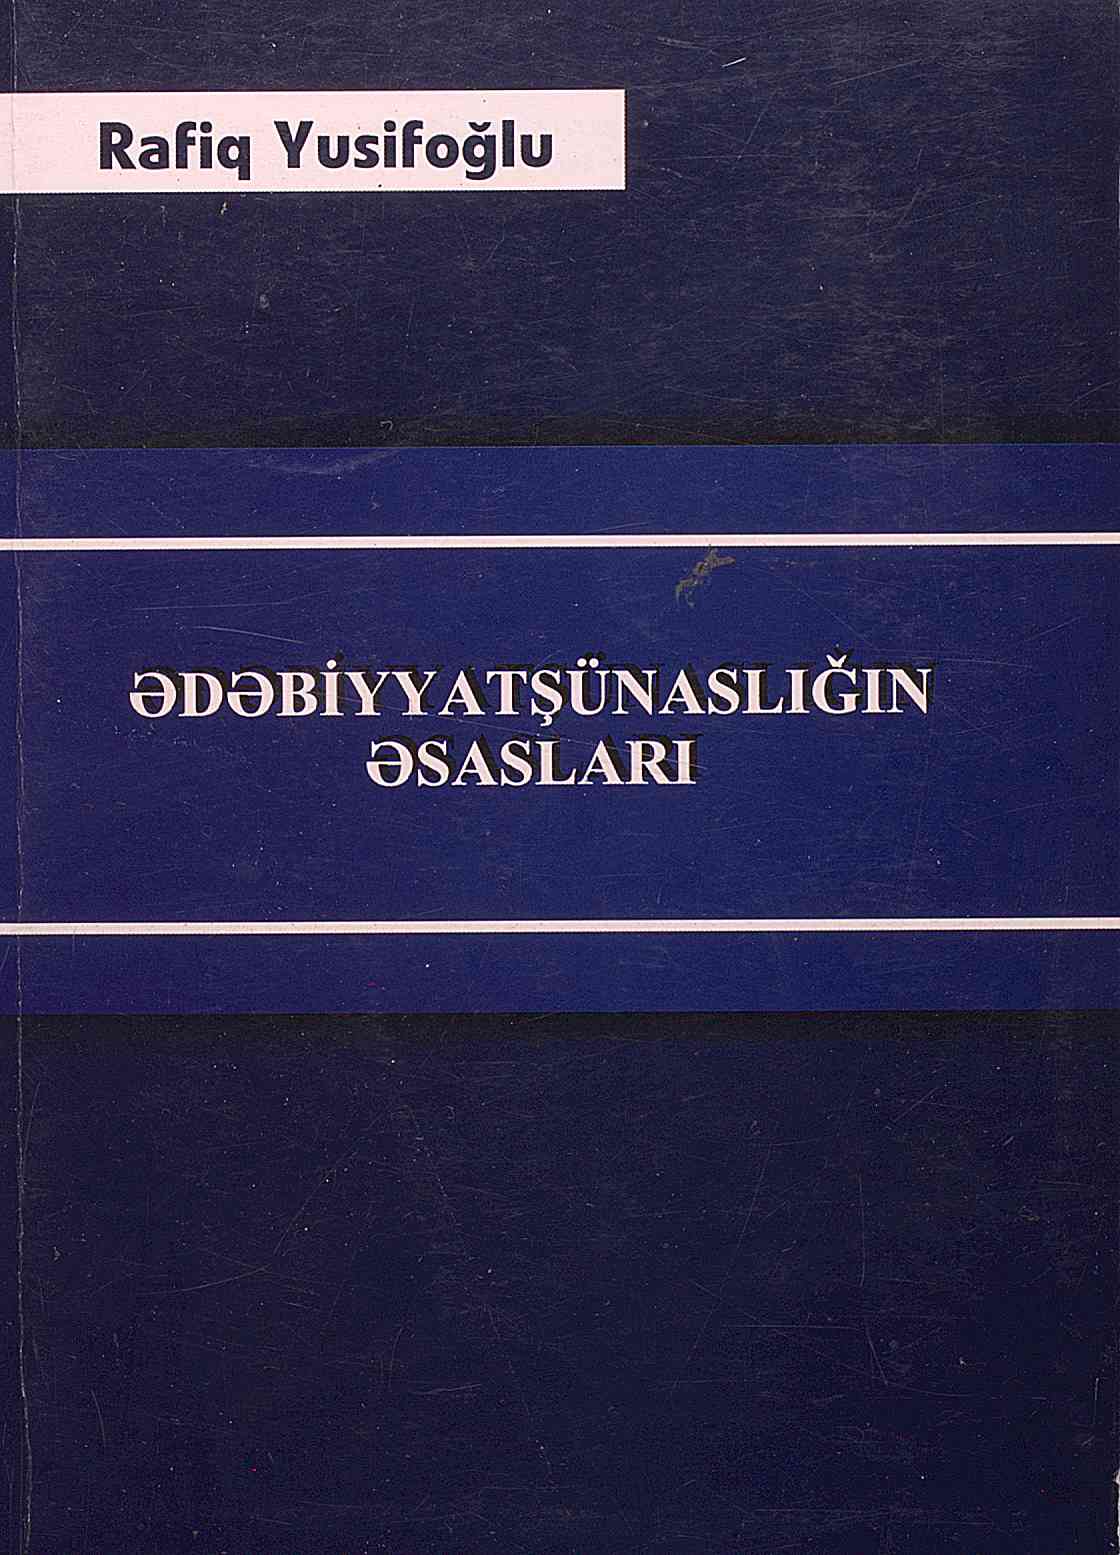 Rafiq Yusifoğlu
ƏDƏBİYYATŞÜNASLIĞIN
ƏSASLARI